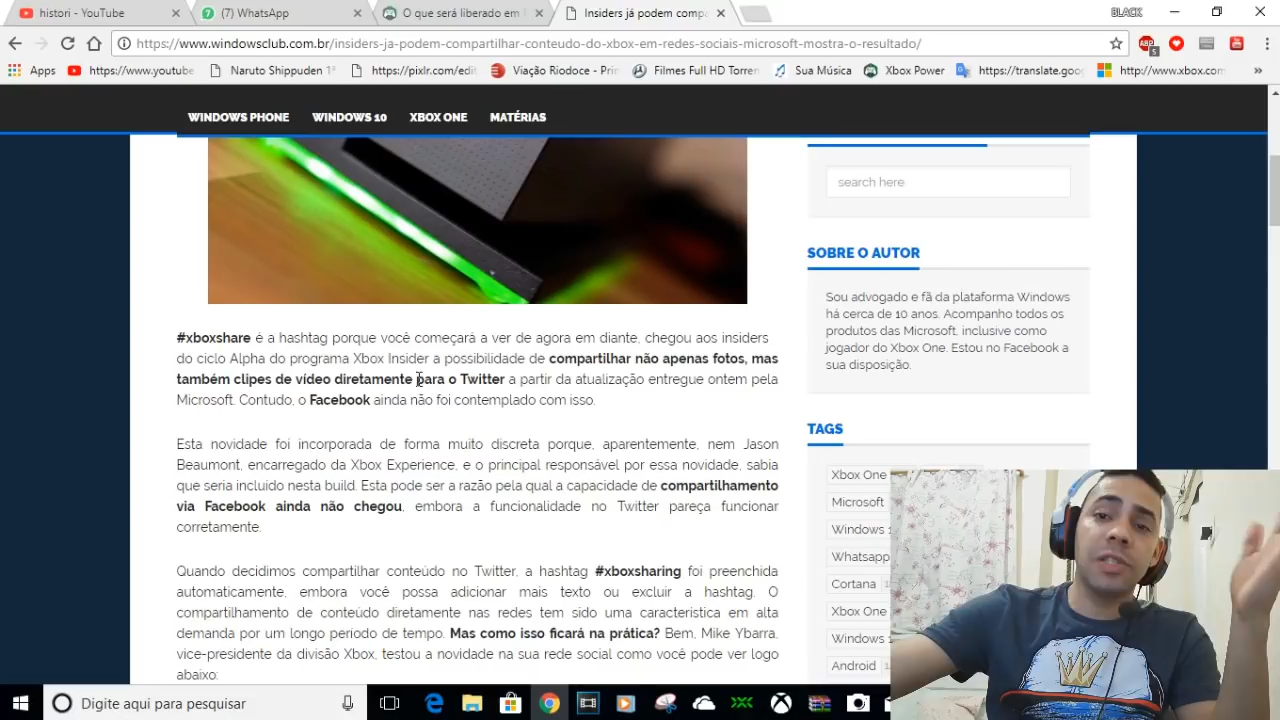 histori - YouTube
(7) WhatsApp
O que será liberado em
Insiders já podem comp
BLACK
https://www.windowsclub.com.br/insiders-ja-podem-compartilhar-conteudo-do-xbox-em-redes-sociais-microsoft-mostra-o-resultado/
ABP
5
Apps
https://www.youtube
Naruto Shippuden 1ª
https://pixlr.com/edit
Viação Riodoce - Prin
Filmes Full HD Torren
Sua Música
Xbox Power
https://translate.goog
http://www.xbox.com
»
WINDOWS PHONE
WINDOWS 10
XBOX ONE
MATÉRIAS
search here
SOBRE O AUTOR
Sou advogado e fã da plataforma Windows
há cerca de 10 anos. Acompanho todos os
produtos das Microsoft, inclusive como
jogador do Xbox One. Estou no Facebook a
sua disposição.
#xboxshare é a hashtag porque você começará a ver de agora em diante, chegou aos insiders
do ciclo Alpha do programa Xbox Insider a possibilidade de compartilhar não apenas fotos, mas
também clipes de vídeo diretamente para o Twitter a partir da atualização entregue ontem pela
Microsoft. Contudo, o Facebook ainda não foi contemplado com isso.
Esta novidade foi incorporada de forma muito discreta porque, aparentemente, nem Jason
Beaumont, encarregado da Xbox Experience, e o principal responsável por essa novidade, sabia
que seria incluído nesta build. Esta pode ser a razão pela qual a capacidade de compartilhamento
via Facebook ainda não chegou, embora a funcionalidade no Twitter pareça funcionar
corretamente.
Quando decidimos compartilhar conteúdo no Twitter, a hashtag #xboxsharing foi preenchida
automaticamente, embora você possa adicionar mais texto ou excluir a hashtag. O
compartilhamento de conteúdo diretamente nas redes tem sido uma característica em alta
demanda por um longo período de tempo. Mas como isso ficará na prática? Bem, Mike Ybarra,
vice-presidente da divisão Xbox, testou a novidade na sua rede social como você pode ver logo
abaixo:
TAGS
Xbox One
Microsoft
Windows 1
Whatsapp
Cortana
Xbox One
Windows 1
Android
Digite aqui para pesquisar